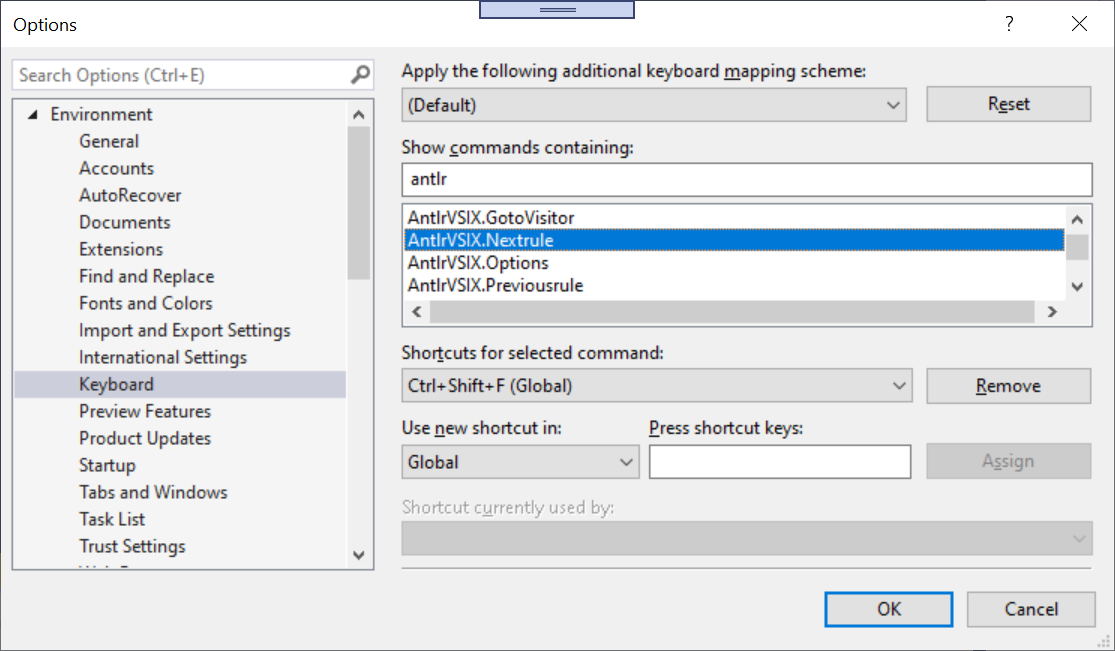 Options
?
Search Options (Ctrl+E)
Environment
General
Accounts
AutoRecover
Documents
Extensions
Find and Replace
Fonts and Colors
Import and Export Settings
International Settings
Keyboard
Preview Features
Product Updates
Startup
Tabs and Windows
Task List
Trust Settings
Apply the following additional keyboard mapping scheme:
(Default)
Reset
Show commands containing:
antlr
AntlrVSIX.GotoVisitor
AntlrVSIX.Nextrule
AntlrVSIX.Options
AntlrVSIX.Previousrule
Shortcuts for selected command:
Ctrl+Shift+F (Global)
Remove
Use new shortcut in:
Press shortcut keys:
Global
Assign
Shortcut currently used by:
OK
Cancel